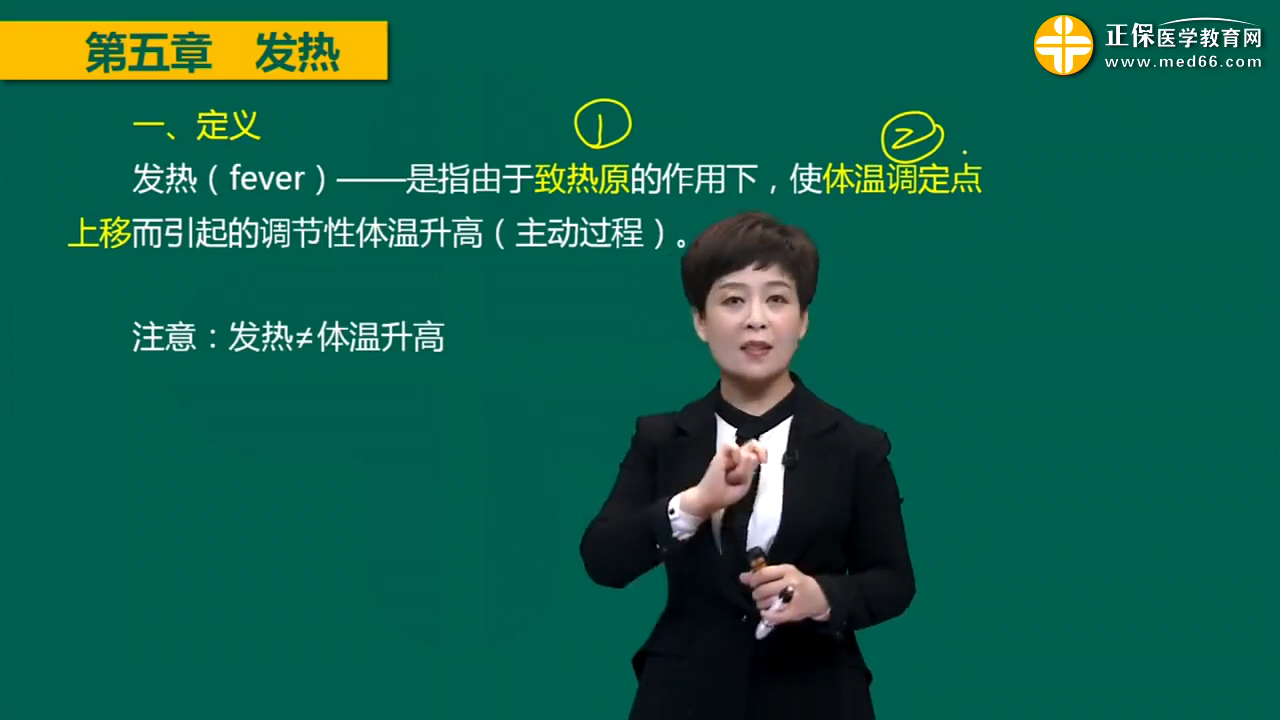 第五章 发热
正保医学教育网
www.med66.com
一、定义
① ②
发热（fever）——是指由于致热原的作用下，使体温调定点
上移而引起的调节性体温升高（主动过程）。
注意：发热≠体温升高